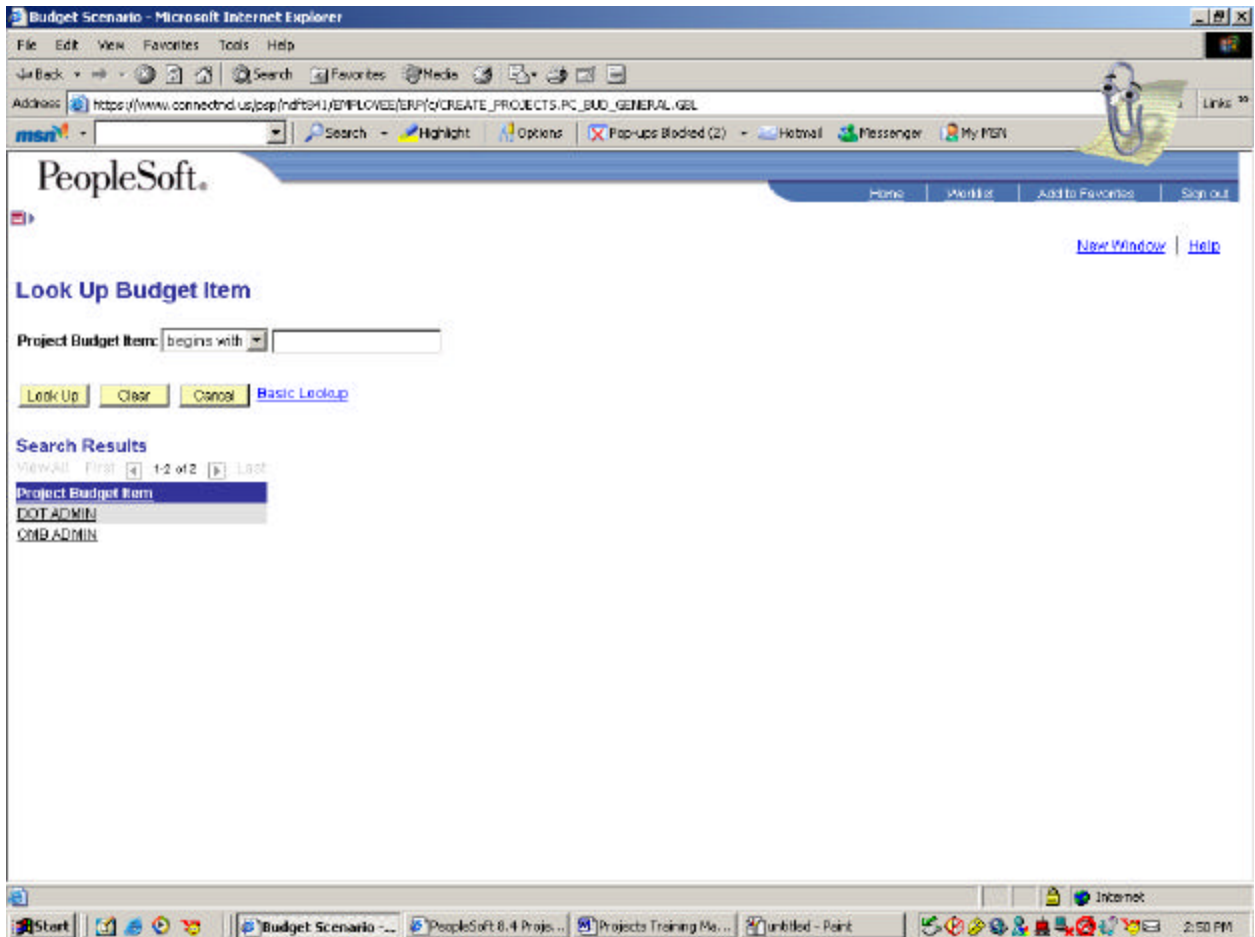 Budget Scenario - Microsoft Internet Explorer
File Edit View Favorites Tools Help
Back Search Favorites Media
Address https://www.connectnd.us/psp/ndft841/EMPLOYEE/ERP/c/CREATE_PROJECTS.PC_BUD_GENERAL.GBL Links »
msn Search Highlight Options Pop-ups Blocked (2) Hotmail Messenger My MSN
PeopleSoft.
Home Worklist Add to Favorites Sign out
New Window Help
Look Up Budget Item
Project Budget Item: begins with
Look Up Clear Cancel Basic Lookup
Search Results
View All First 1-2 of 2 Last
Project Budget Item
DOT ADMIN
OMB ADMIN
Internet
Start Budget Scenario -... PeopleSoft 8.4 Proje... Projects Training Ma... untitled - Paint 2:50 PM